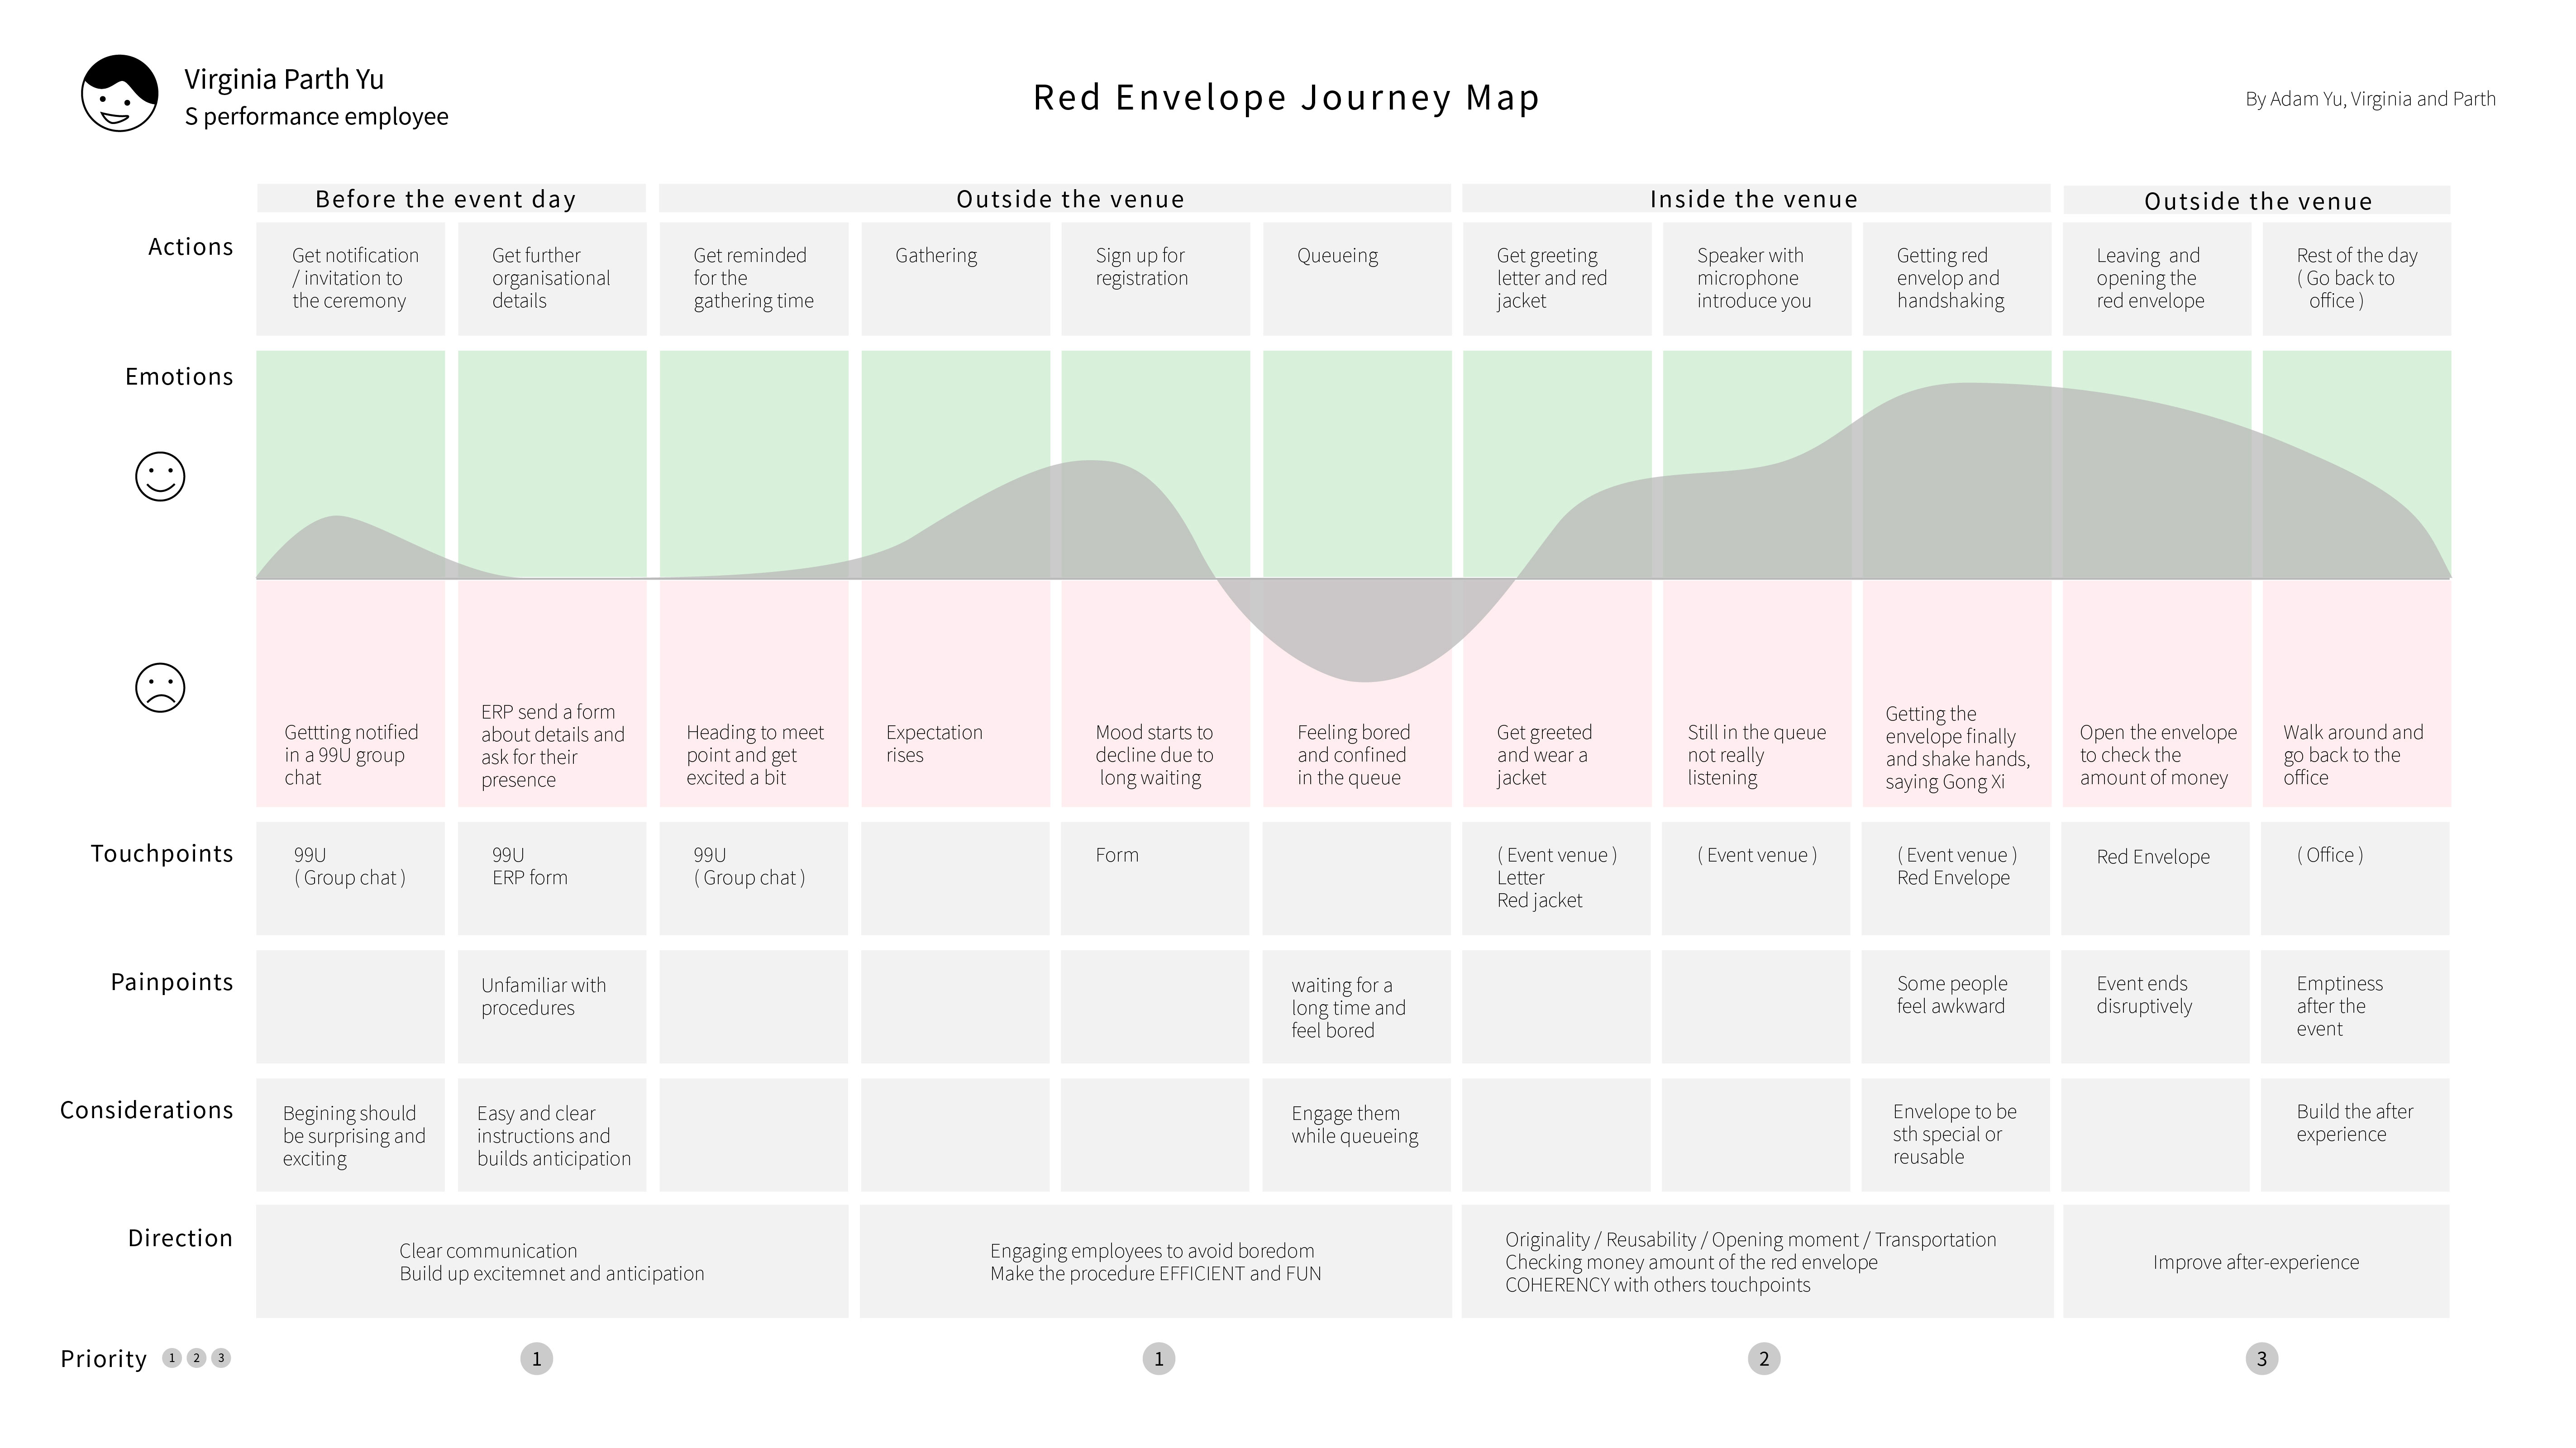 Virginia Parth Yu
S performance employee
Red Envelope Journey Map
By Adam Yu, Virginia and Parth
Before the event day
Outside the venue
Inside the venue
Outside the venue
Actions
Get notification
/ invitation to
the ceremony
Get further
organisational
details
Get reminded
for the
gathering time
Gathering
Sign up for
registration
Queueing
Get greeting
letter and red
jacket
Speaker with
microphone
introduce you
Getting red
envelop and
handshaking
Leaving  and
opening the
red envelope
Rest of the day
( Go back to
office )
Emotions
Gettting notified
in a 99U group
chat
ERP send a form
about details and
ask for their
presence
Heading to meet
point and get
excited a bit
Expectation
rises
Mood starts to
decline due to
long waiting
Feeling bored
and confined
in the queue
Get greeted
and wear a
jacket
Still in the queue
not really
listening
Getting the
envelope finally
and shake hands,
saying Gong Xi
Open the envelope
to check the
amount of money
Walk around and
go back to the
office
Touchpoints
99U
( Group chat )
99U
ERP form
99U
( Group chat )
Form
( Event venue )
Letter
Red jacket
( Event venue )
( Event venue )
Red Envelope
Red Envelope
( Office )
Painpoints
Unfamiliar with
procedures
waiting for a
long time and
feel bored
Some people
feel awkward
Event ends
disruptively
Emptiness
after the
event
Considerations
Begining should
be surprising and
exciting
Easy and clear
instructions and
builds anticipation
Engage them
while queueing
Envelope to be
sth special or
reusable
Build the after
experience
Direction
Clear communication
Build up excitemnet and anticipation
Engaging employees to avoid boredom
Make the procedure EFFICIENT and FUN
Originality / Reusability / Opening moment / Transportation
Checking money amount of the red envelope
COHERENCY with others touchpoints
Improve after-experience
Priority 1 2 3
1
1
2
3